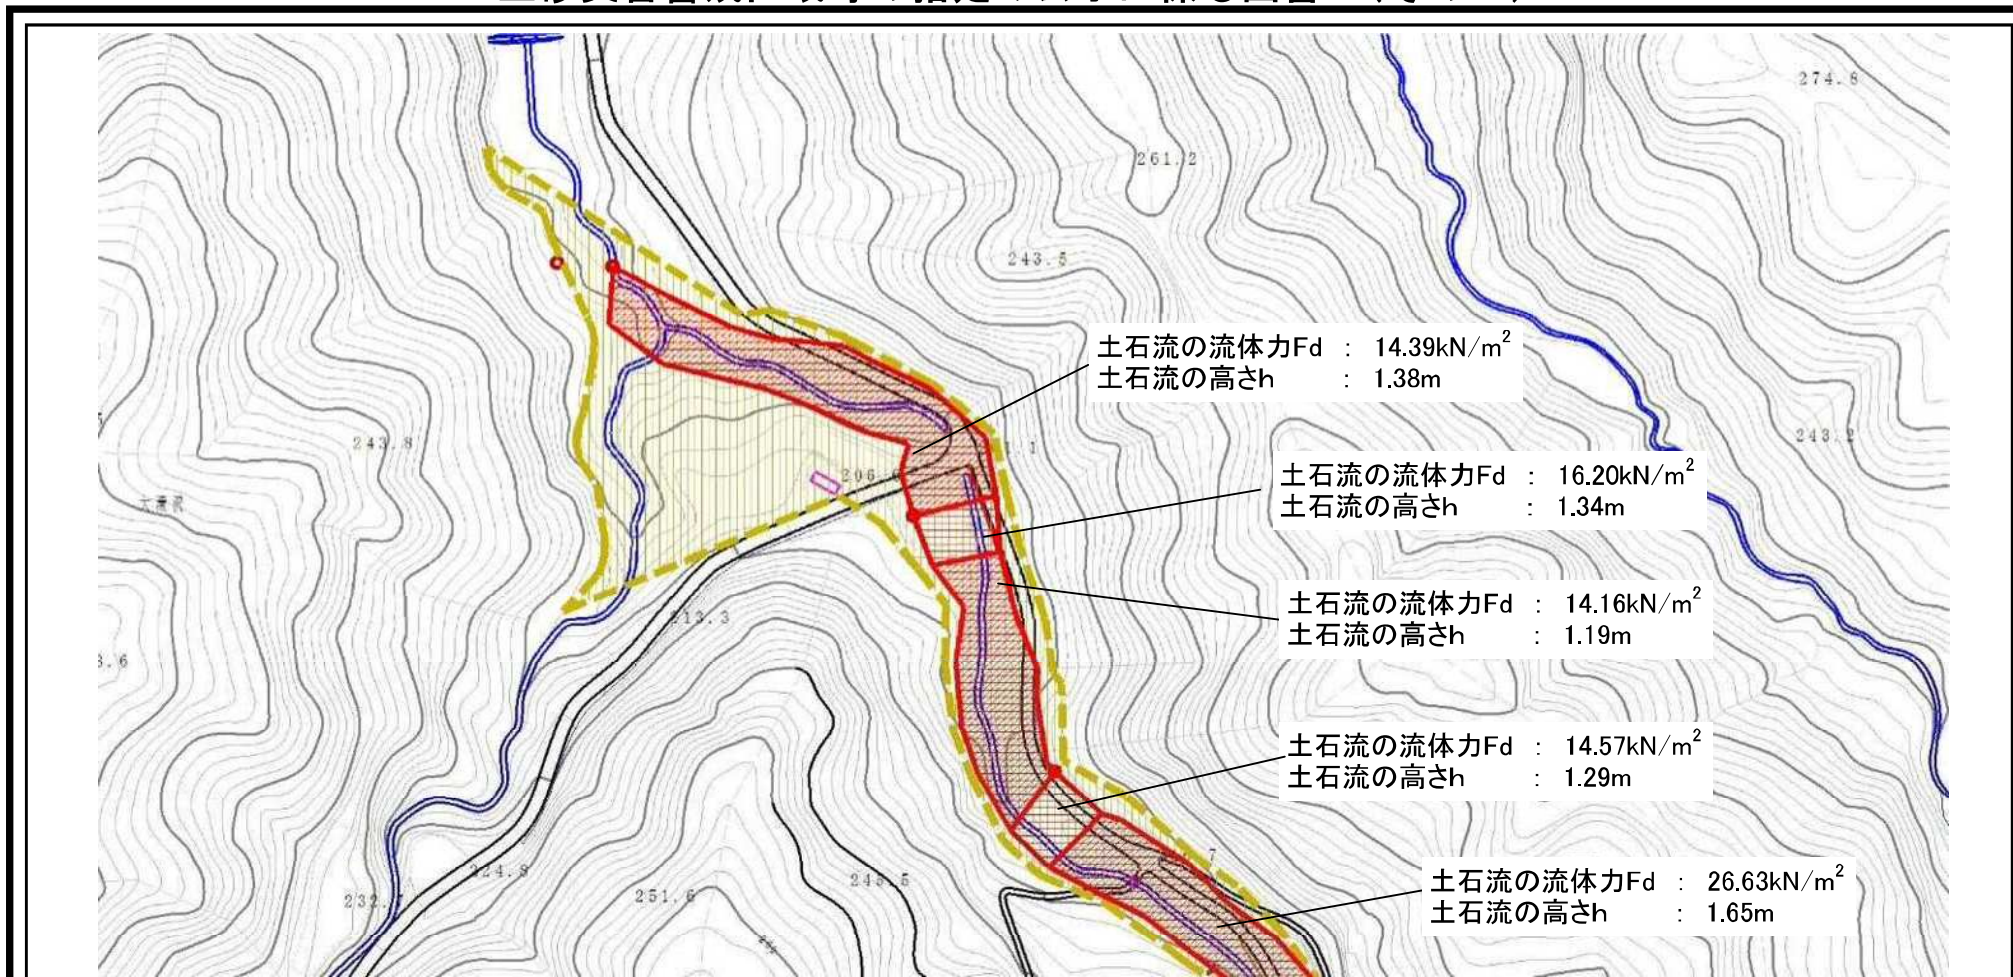 274.8
261.2
243.5
土石流の流体力Fd : 14.39kN/m²
土石流の高さh : 1.38m
243.8
243.2
土石流の流体力Fd : 16.20kN/m²
土石流の高さh : 1.34m
土石流の流体力Fd : 14.16kN/m²
土石流の高さh : 1.19m
213.3
土石流の流体力Fd : 14.57kN/m²
土石流の高さh : 1.29m
224.8
251.6
245.5
土石流の流体力Fd : 26.63kN/m²
土石流の高さh : 1.65m